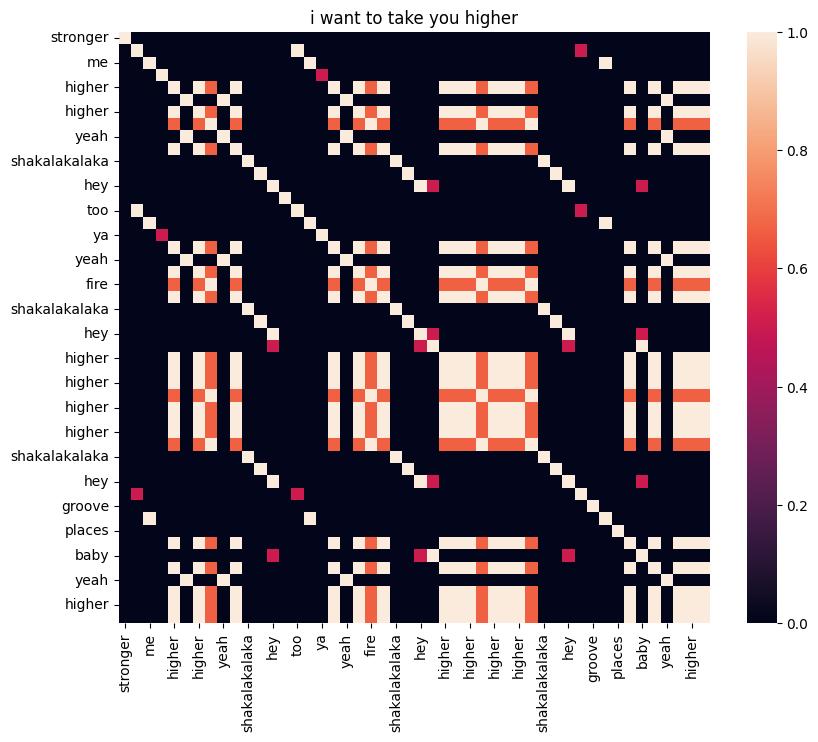 i want to take you higher
stronger
me
higher
higher
yeah
shakalakalaka
hey
too
ya
yeah
fire
shakalakalaka
hey
higher
higher
higher
higher
shakalakalaka
hey
groove
places
baby
yeah
higher
1.0
0.8
0.6
0.4
0.2
0.0
stronger
me
higher
higher
yeah
shakalakalaka
hey
too
ya
yeah
fire
shakalakalaka
hey
higher
higher
higher
higher
shakalakalaka
hey
groove
places
baby
yeah
higher